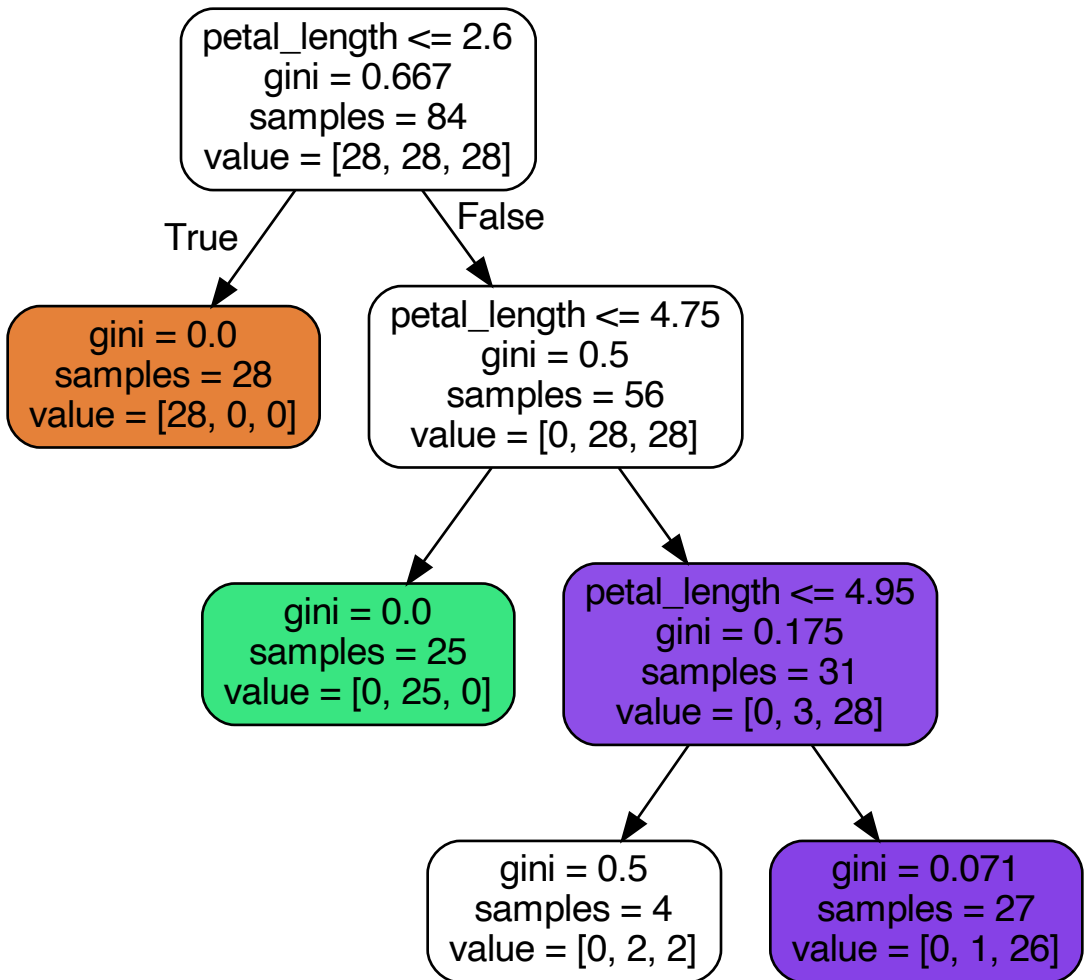 petal_length <= 2.6
gini = 0.667
samples = 84
value = [28, 28, 28]
True
False
gini = 0.0
samples = 28
value = [28, 0, 0]
petal_length <= 4.75
gini = 0.5
samples = 56
value = [0, 28, 28]
gini = 0.0
samples = 25
value = [0, 25, 0]
petal_length <= 4.95
gini = 0.175
samples = 31
value = [0, 3, 28]
gini = 0.5
samples = 4
value = [0, 2, 2]
gini = 0.071
samples = 27
value = [0, 1, 26]